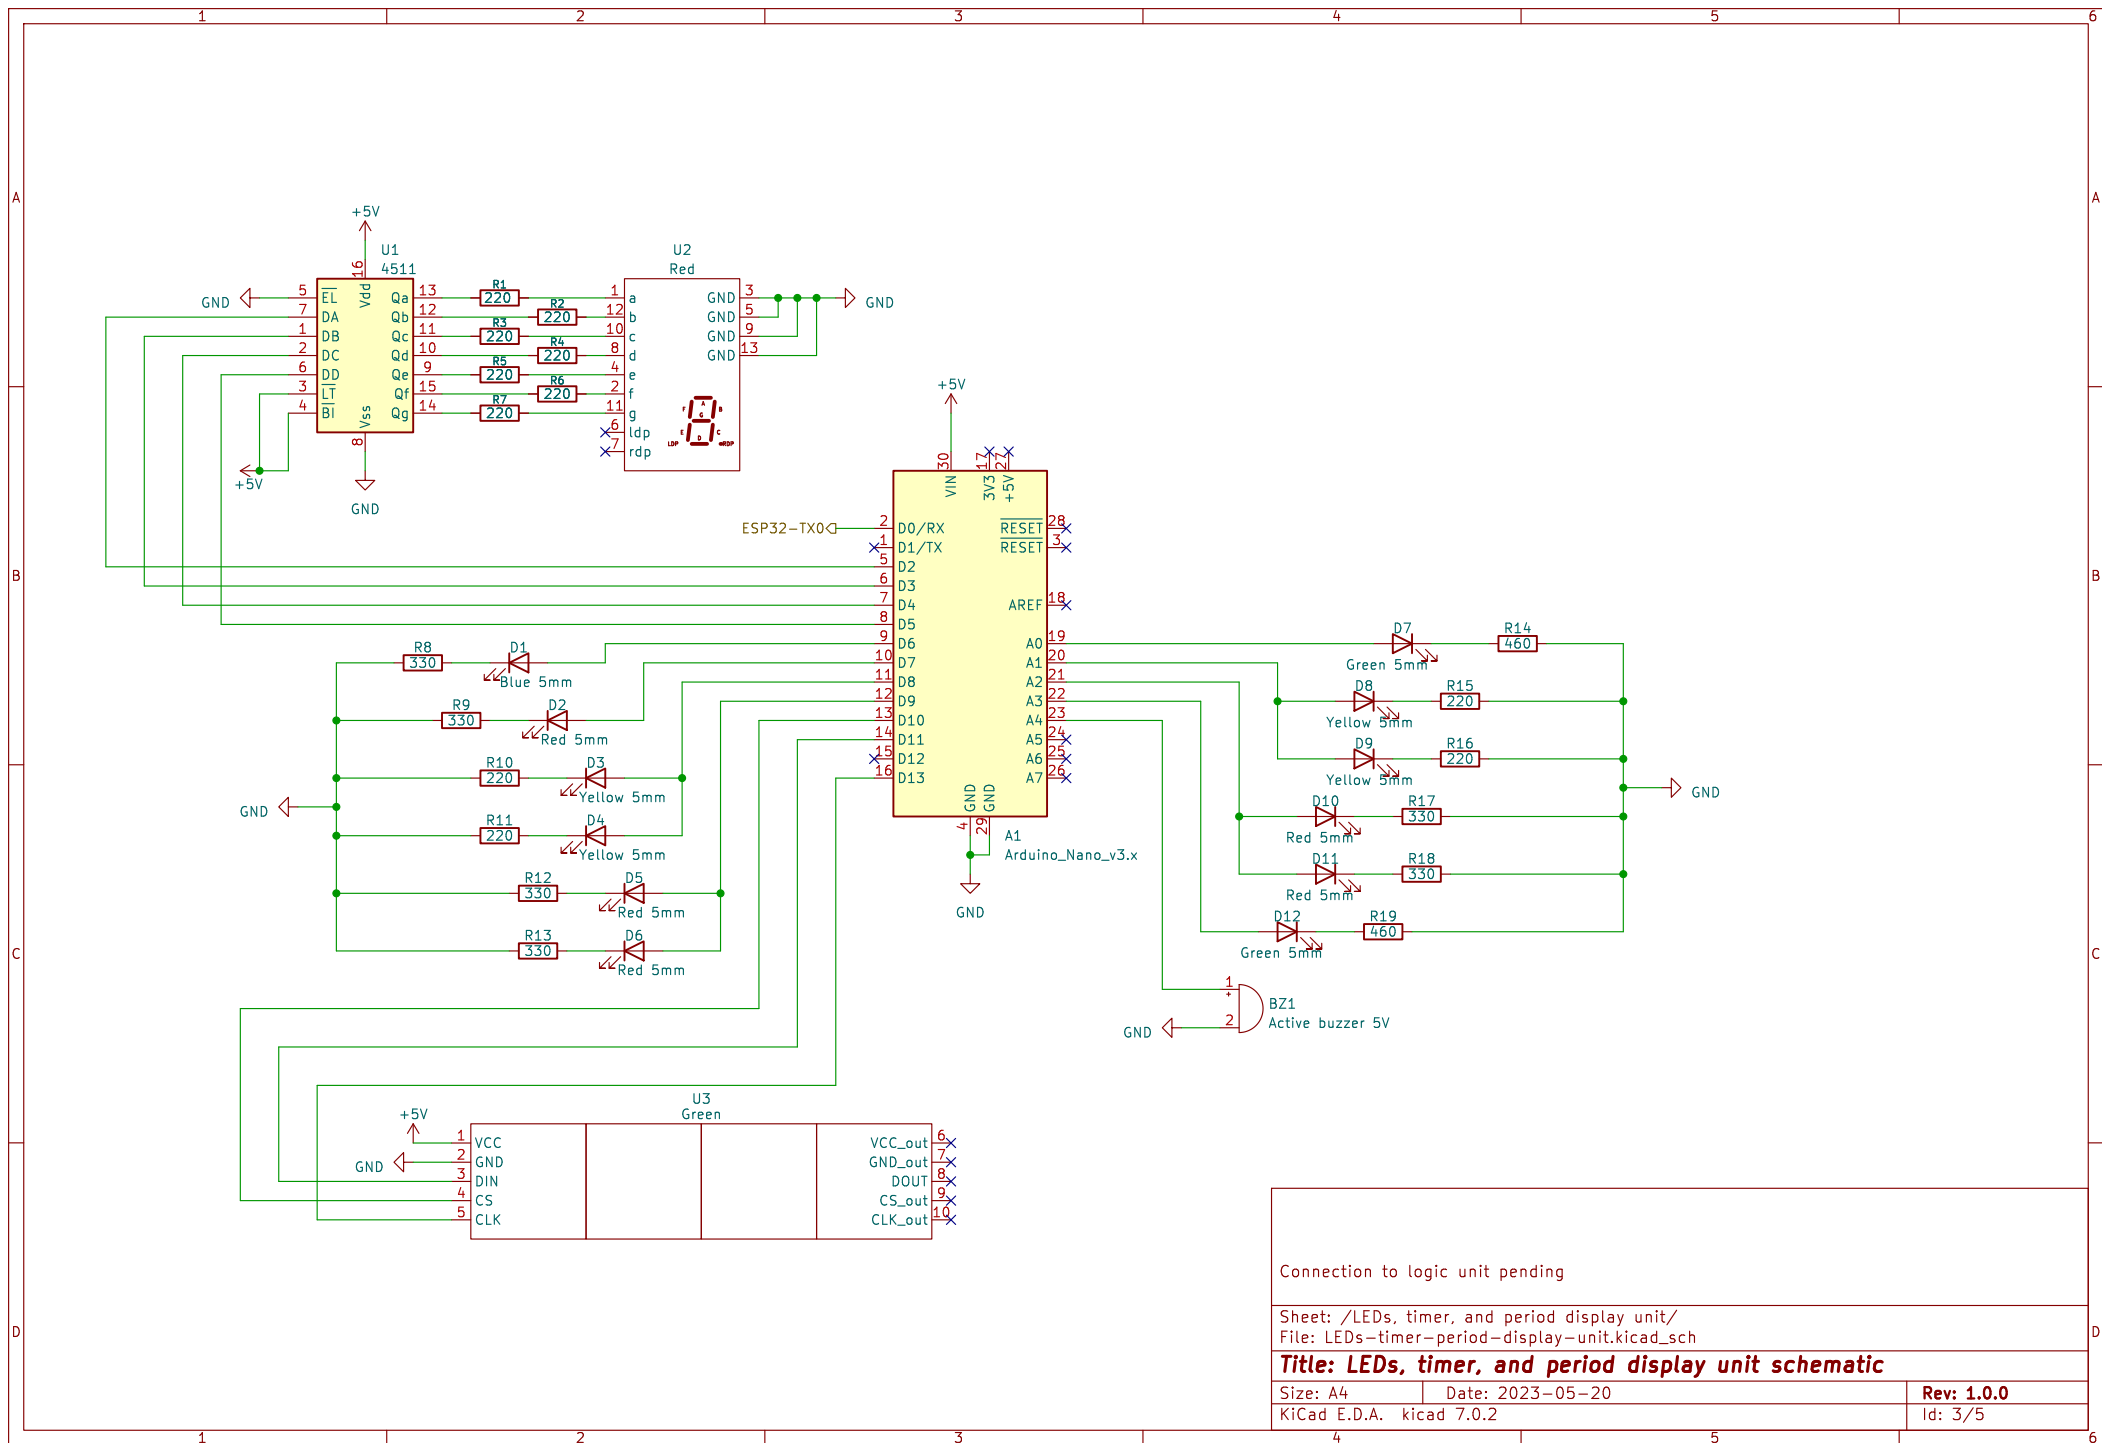 1 2 3 4 5 6
A A
+5V
U1 U2
16 4511 Red
GND 5 EL Vdd Qa 13 R1 220 1 a GND 3 GND
7 DA Qb 12 R2 220 12 b GND 5
1 DB Qc 11 R3 220 10 c GND 9
2 DC Qd 10 R4 220 8 d GND 13
6 DD Qe 9 R5 220 4 e
3 LT Qf 15 R6 220 2 f
4 BI Vss Qg 14 R7 220 11 g
6 ldp
7 rdp
A
F B
G
E C
D
LDP RDP
8
+5V
GND
+5V
30 17 27
VIN 3V3 +5V
ESP32-TX0 2 D0/RX RESET 28
1 D1/TX RESET 3
B B
5 D2
6 D3
7 D4 AREF 18
8 D5
9 D6 A0 19
10 D7 A1 20
11 D8 A2 21
12 D9 A3 22
13 D10 A4 23
14 D11 A5 24
15 D12 A6 25
16 D13 A7 26
GND GND
4 29
A1
Arduino_Nano_v3.x
GND
R8 D1
330
Blue 5mm
R9 D2
330
Red 5mm
R10 D3
220
Yellow 5mm
GND
R11 D4
220
Yellow 5mm
R12 D5
330
Red 5mm
R13 D6
330
Red 5mm
D7 R14
460
Green 5mm
D8 R15
220
Yellow 5mm
D9 R16
220
Yellow 5mm
GND
D10 R17
330
Red 5mm
D11 R18
330
Red 5mm
D12 R19
460
Green 5mm
C C
1
+
BZ1
2 Active buzzer 5V
GND
U3
Green
+5V
1 VCC VCC_out 6
GND 2 GND GND_out 7
3 DIN DOUT 8
4 CS CS_out 9
5 CLK CLK_out 10
Connection to logic unit pending
Sheet: /LEDs, timer, and period display unit/
D D
File: LEDs-timer-period-display-unit.kicad_sch
Title: LEDs, timer, and period display unit schematic
Size: A4 Date: 2023-05-20 Rev: 1.0.0
KiCad E.D.A. kicad 7.0.2 Id: 3/5
1 2 3 4 5 6